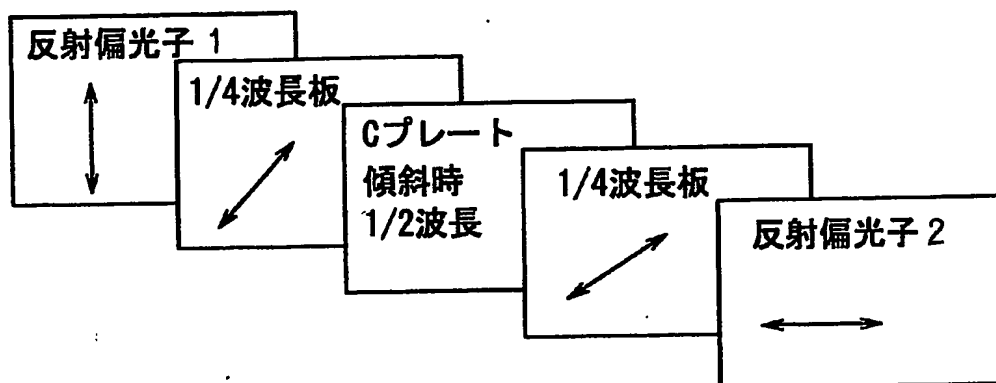 反射偏光子 1
1/4波長板
Cプレート
傾斜時
1/2波長
1/4波長板
反射偏光子 2